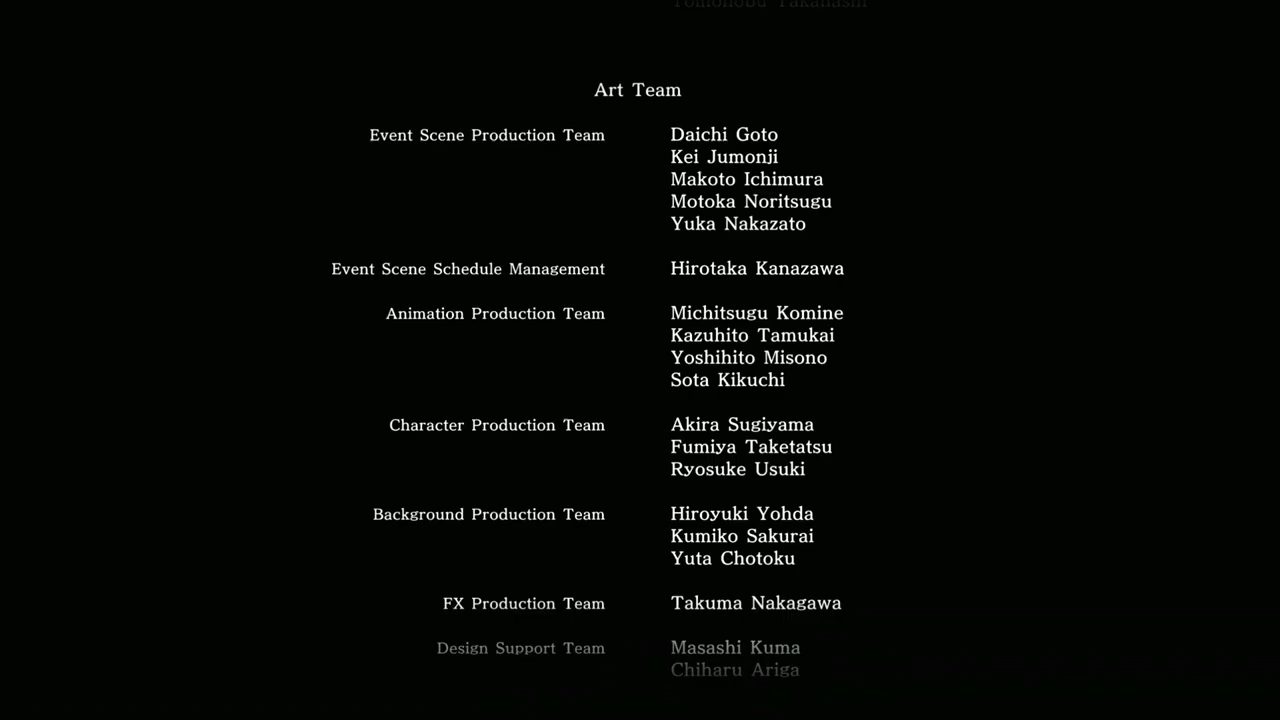 Tomonobu Takahashi
Art Team
Event Scene Production Team Daichi Goto
Kei Jumonji
Makoto Ichimura
Motoka Noritsugu
Yuka Nakazato
Event Scene Schedule Management Hirotaka Kanazawa
Animation Production Team Michitsugu Komine
Kazuhito Tamukai
Yoshihito Misono
Sota Kikuchi
Character Production Team Akira Sugiyama
Fumiya Taketatsu
Ryosuke Usuki
Background Production Team Hiroyuki Yohda
Kumiko Sakurai
Yuta Chotoku
FX Production Team Takuma Nakagawa
Design Support Team Masashi Kuma
Chiharu Ariga